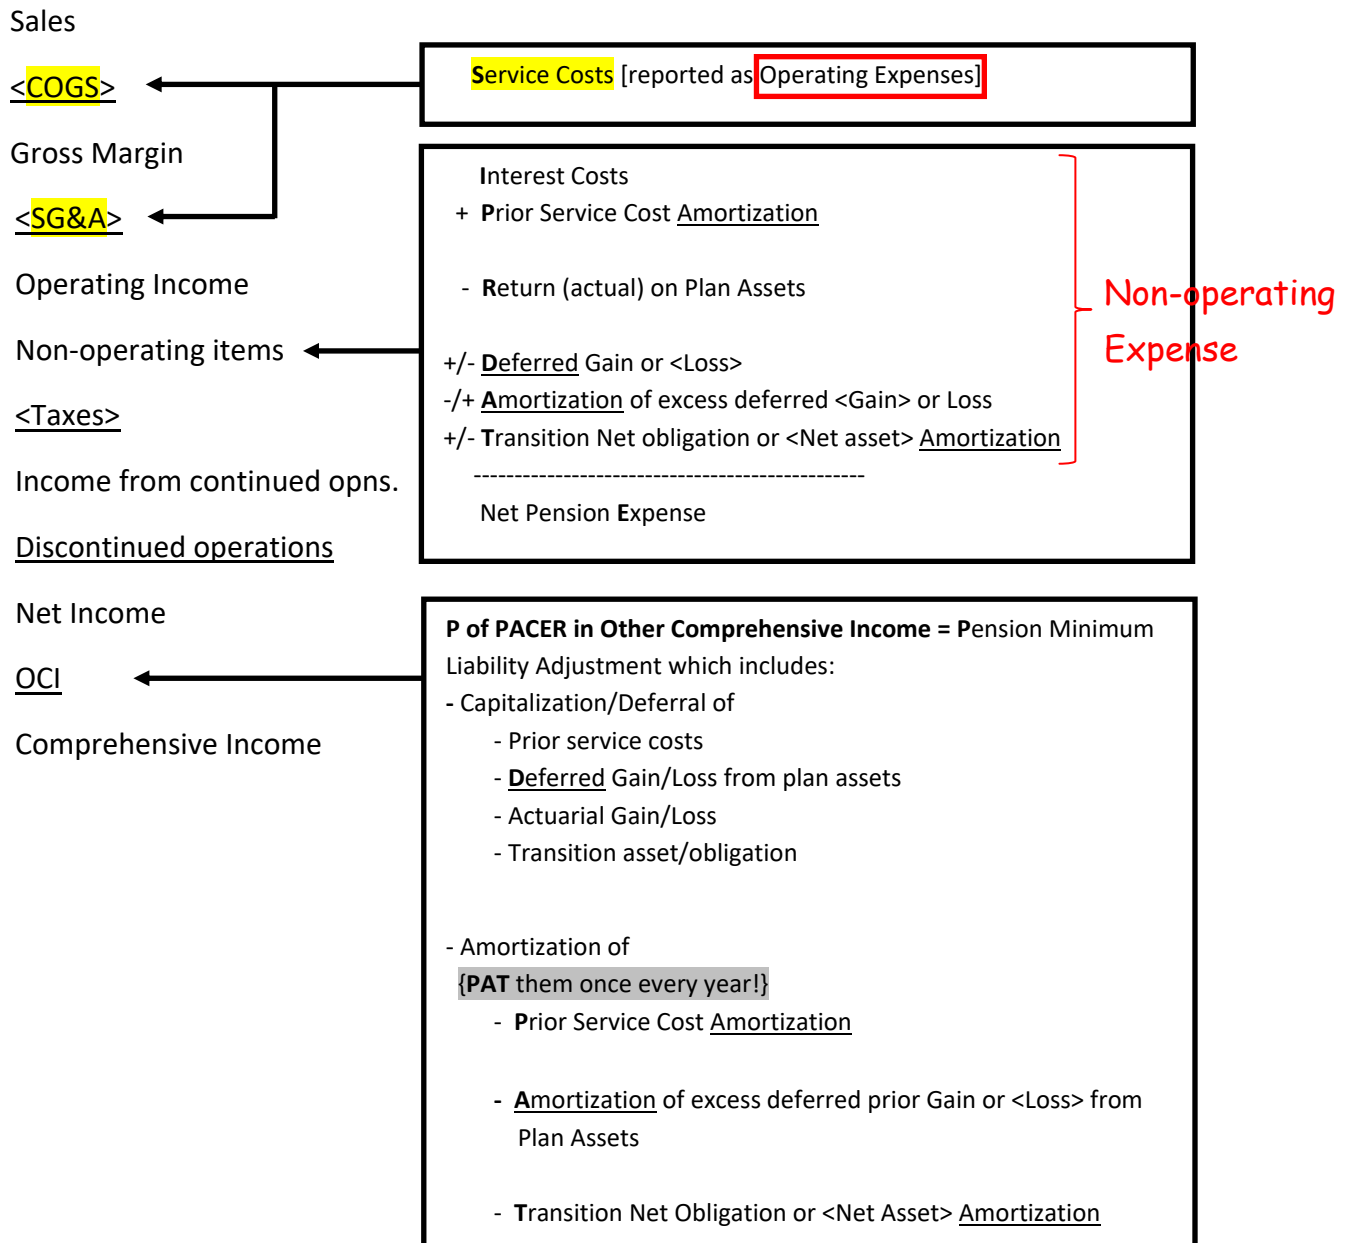 Sales
<COGS>
Gross Margin
<SG&A>
Operating Income
Non-operating items
<Taxes>
Income from continued opns.
Discontinued operations
Net Income
OCI
Comprehensive Income
Service Costs [reported as Operating Expenses]
Interest Costs
+ Prior Service Cost Amortization
- Return (actual) on Plan Assets
+/- Deferred Gain or <Loss>
-/+ Amortization of excess deferred <Gain> or Loss
+/- Transition Net obligation or <Net asset> Amortization
-----------------------------------------------
Net Pension Expense
Non-operating
Expense
P of PACER in Other Comprehensive Income = Pension Minimum
Liability Adjustment which includes:
- Capitalization/Deferral of
- Prior service costs
- Deferred Gain/Loss from plan assets
- Actuarial Gain/Loss
- Transition asset/obligation
- Amortization of
{PAT them once every year!}
- Prior Service Cost Amortization
- Amortization of excess deferred prior Gain or <Loss> from
Plan Assets
- Transition Net Obligation or <Net Asset> Amortization